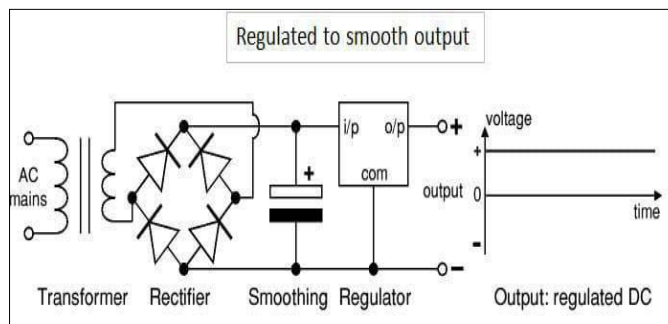 Regulated to smooth output
AC
mains
+
i/p o/p
com
+
−
voltage
+
output 0
-
time
Transformer Rectifier Smoothing Regulator Output: regulated DC